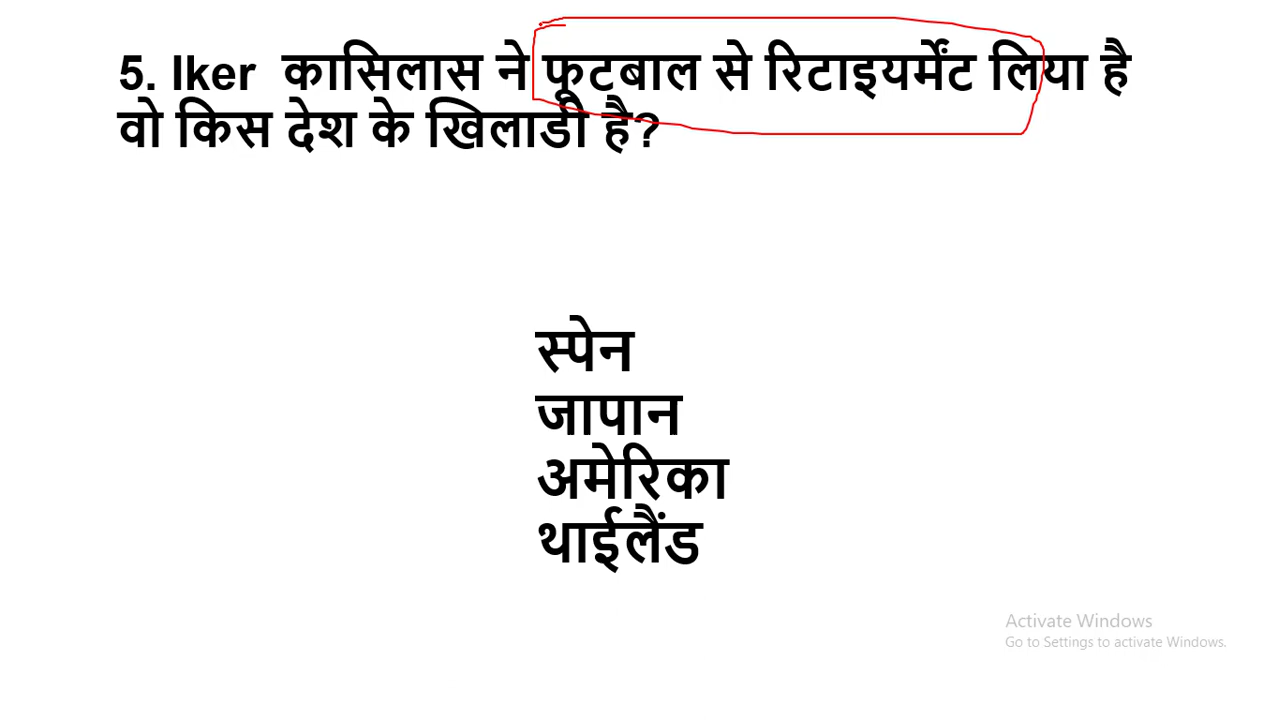 5. Iker कासिलास ने फूटबाल से रिटाइयर्मेंट लिया है
वो किस देश के खिलाडी है?
स्पेन
जापान
अमेरिका
थाईलैंड
Activate Windows
Go to Settings to activate Windows.